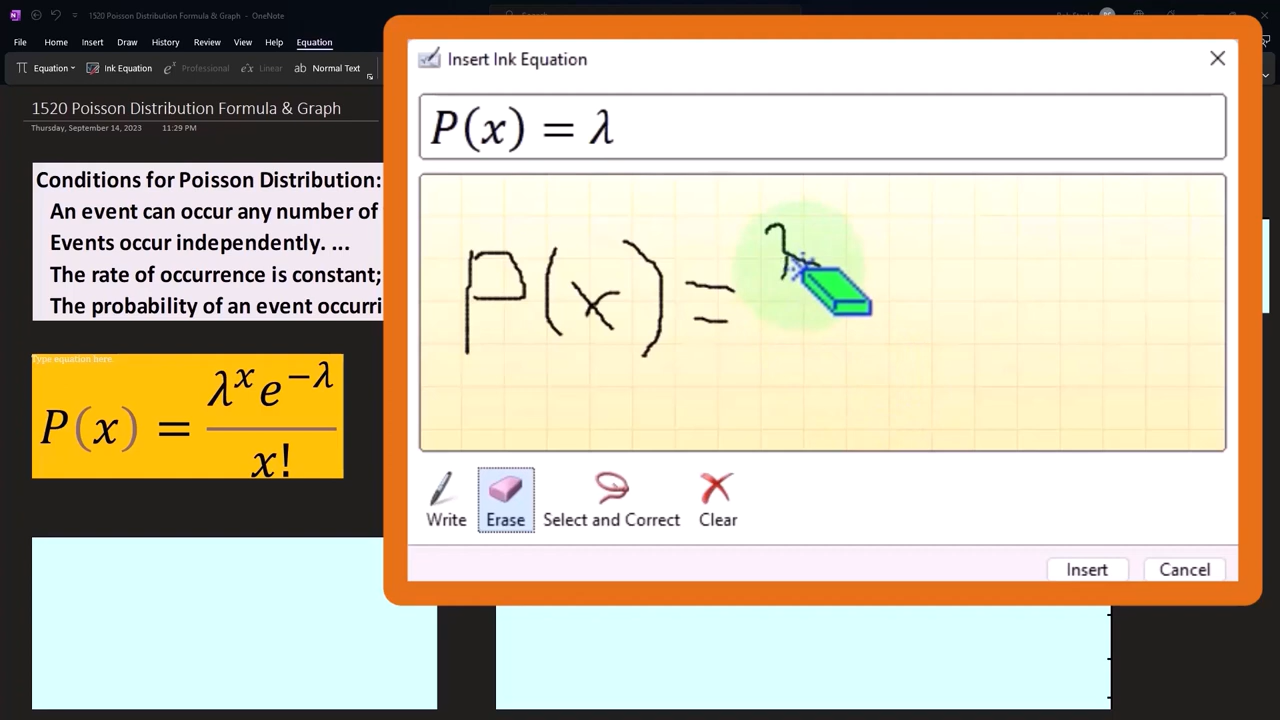 1520 Poisson Distribution Formula & Graph - OneNote
File Home Insert Draw History Review View Help Equation
Equation Ink Equation Professional Linear Normal Text
1520 Poisson Distribution Formula & Graph
Thursday, September 14, 2023 11:29 PM
Conditions for Poisson Distribution:
An event can occur any number of
Events occur independently. ...
The rate of occurrence is constant;
The probability of an event occurri
Type equation here
P(x) = λ^x e^−λ / x!
Insert Ink Equation
P(x) = λ
P(x) = λ
Write Erase Select and Correct Clear
Insert Cancel